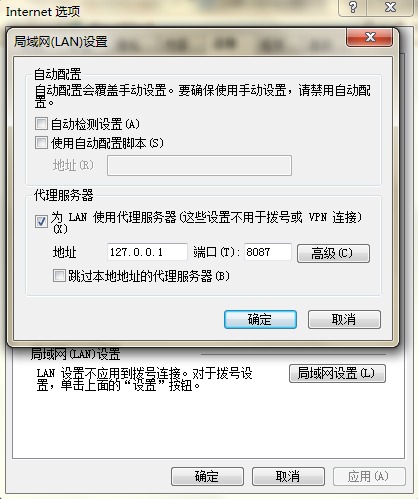 Internet 选项
局域网(LAN)设置
自动配置
自动配置会覆盖手动设置。要确保使用手动设置，请禁用自动配
置。
自动检测设置(A)
使用自动配置脚本(S)
地址(R)
代理服务器
为 LAN 使用代理服务器(这些设置不用于拨号或 VPN 连接)
(X)
地址 127.0.0.1 端口(T): 8087 高级(C)
跳过本地地址的代理服务器(B)
确定 取消
局域网(LAN)设置
LAN 设置不应用到拨号连接。对于拨号设
置，单击上面的“设置”按钮。
局域网设置(L)
确定 取消 应用(A)